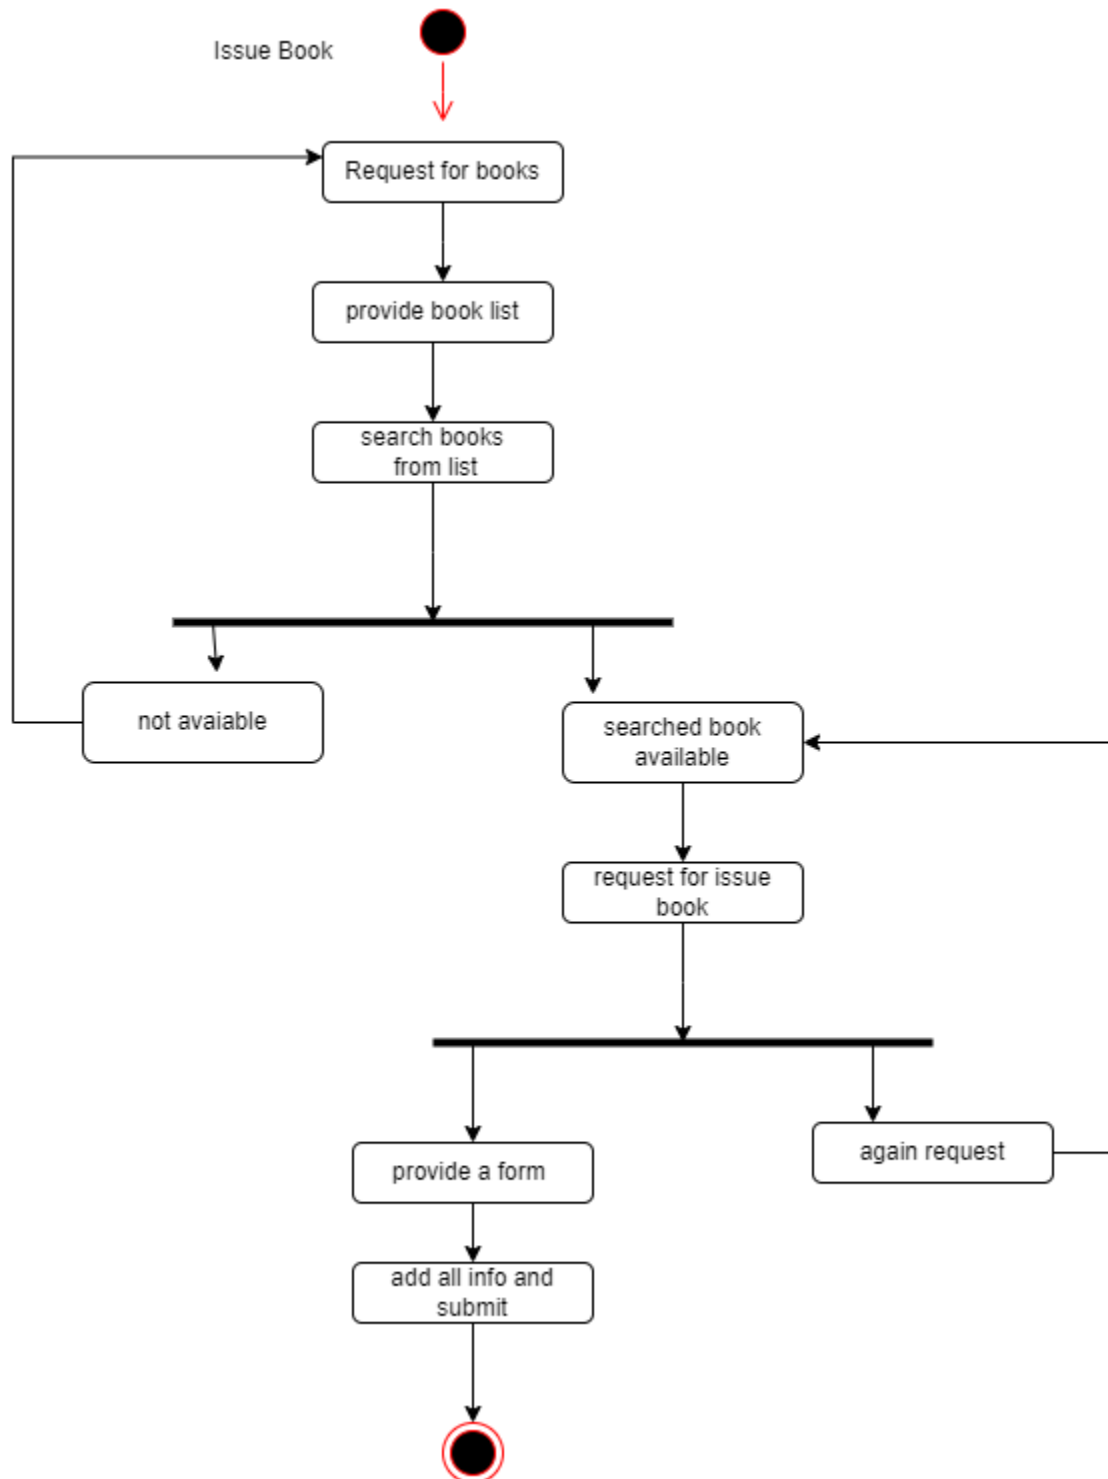 Issue Book
Request for books
provide book list
search books
from list
not avaiable
searched book
available
request for issue
book
provide a form
again request
add all info and
submit